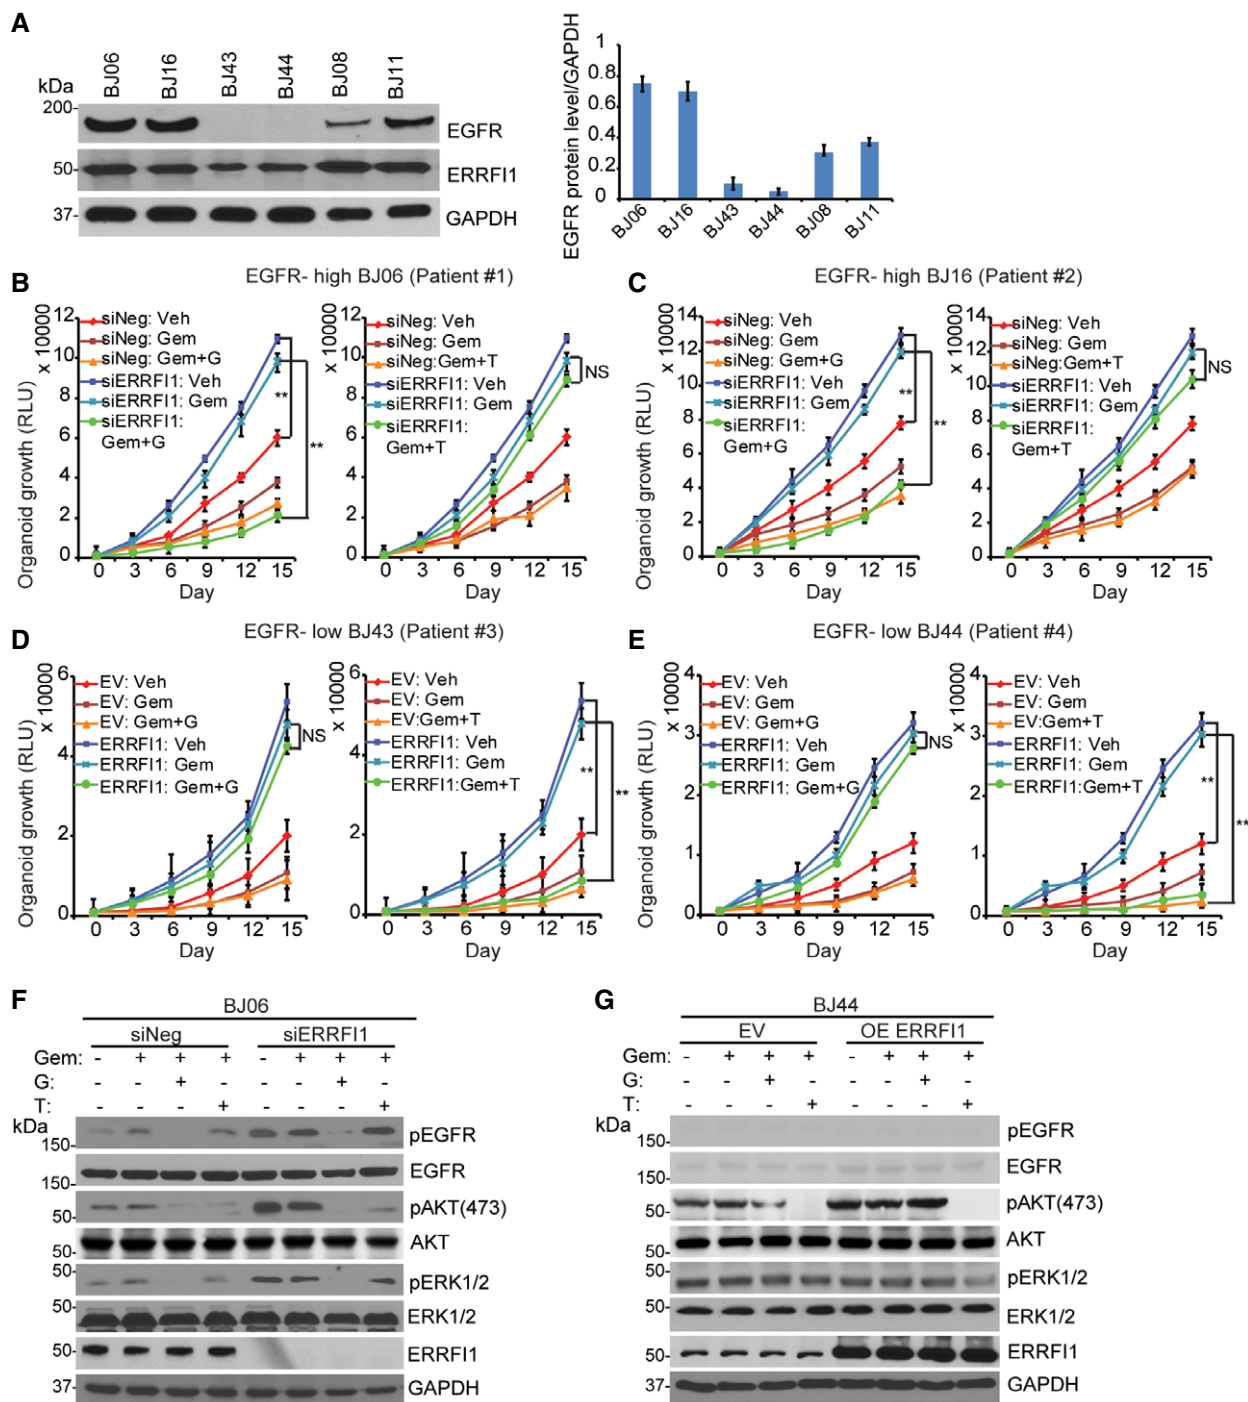 A
kDa
BJ06 BJ16 BJ43 BJ44 BJ08 BJ11
200-
EGFR
50-
ERRFI1
37-
GAPDH
EGFR protein level/GAPDH
1
0.8
0.6
0.4
0.2
0
BJ06 BJ16 BJ43 BJ44 BJ08 BJ11
B
EGFR- high BJ06 (Patient #1)
Organoid growth (RLU)
x 10000
12
10
8
6
4
2
0
siNeg: Veh
siNeg: Gem
siNeg: Gem+G
siERRFI1: Veh
siERRFI1: Gem
siERRFI1:
Gem+G
**
**
0 3 6 9 12 15
Day
x 10000
12
10
8
6
4
2
0
siNeg: Veh
siNeg: Gem
siNeg:Gem+T
siERRFI1: Veh
siERRFI1: Gem
siERRFI1:
Gem+T
NS
0 3 6 9 12 15
Day
C
EGFR- high BJ16 (Patient #2)
Organoid growth (RLU)
x 10000
14
12
10
8
6
4
2
0
siNeg: Veh
siNeg: Gem
siNeg: Gem+G
siERRFI1: Veh
siERRFI1: Gem
siERRFI1:
Gem+G
**
**
0 3 6 9 12 15
Day
x 10000
14
12
10
8
6
4
2
0
siNeg: Veh
siNeg: Gem
siNeg:Gem+T
siERRFI1: Veh
siERRFI1: Gem
siERRFI1:
Gem+T
NS
0 3 6 9 12 15
Day
D
EGFR- low BJ43 (Patient #3)
Organoid growth (RLU)
x 10000
6
4
2
0
EV: Veh
EV: Gem
EV: Gem+G
ERRFI1: Veh
ERRFI1: Gem
ERRFI1: Gem+G
NS
0 3 6 9 12 15
Day
x 10000
6
4
2
0
EV: Veh
EV: Gem
EV:Gem+T
ERRFI1: Veh
ERRFI1: Gem
ERRFI1:Gem+T
**
**
0 3 6 9 12 15
Day
E
EGFR- low BJ44 (Patient #4)
Organoid growth (RLU)
x 10000
4
3
2
1
0
EV: Veh
EV: Gem
EV: Gem+G
ERRFI1: Veh
ERRFI1: Gem
ERRFI1: Gem+G
NS
0 3 6 9 12 15
Day
x 10000
4
3
2
1
0
EV: Veh
EV: Gem
EV:Gem+T
ERRFI1: Veh
ERRFI1: Gem
ERRFI1:Gem+T
**
**
0 3 6 9 12 15
Day
F
BJ06
siNeg siERRFI1
Gem: - + + + - + + +
G: - - + - - - + -
T: - - - + - - - +
kDa
150-
pEGFR
150-
EGFR
50-
pAKT(473)
50-
AKT
50-
pERK1/2
50-
ERK1/2
50-
ERRFI1
37-
GAPDH
G
BJ44
EV OE ERRFI1
Gem: - + + + - + + +
G: - - + - - - + -
T: - - - + - - - +
kDa
150-
pEGFR
150-
EGFR
50-
pAKT(473)
50-
AKT
50-
pERK1/2
50-
ERK1/2
50-
ERRFI1
37-
GAPDH